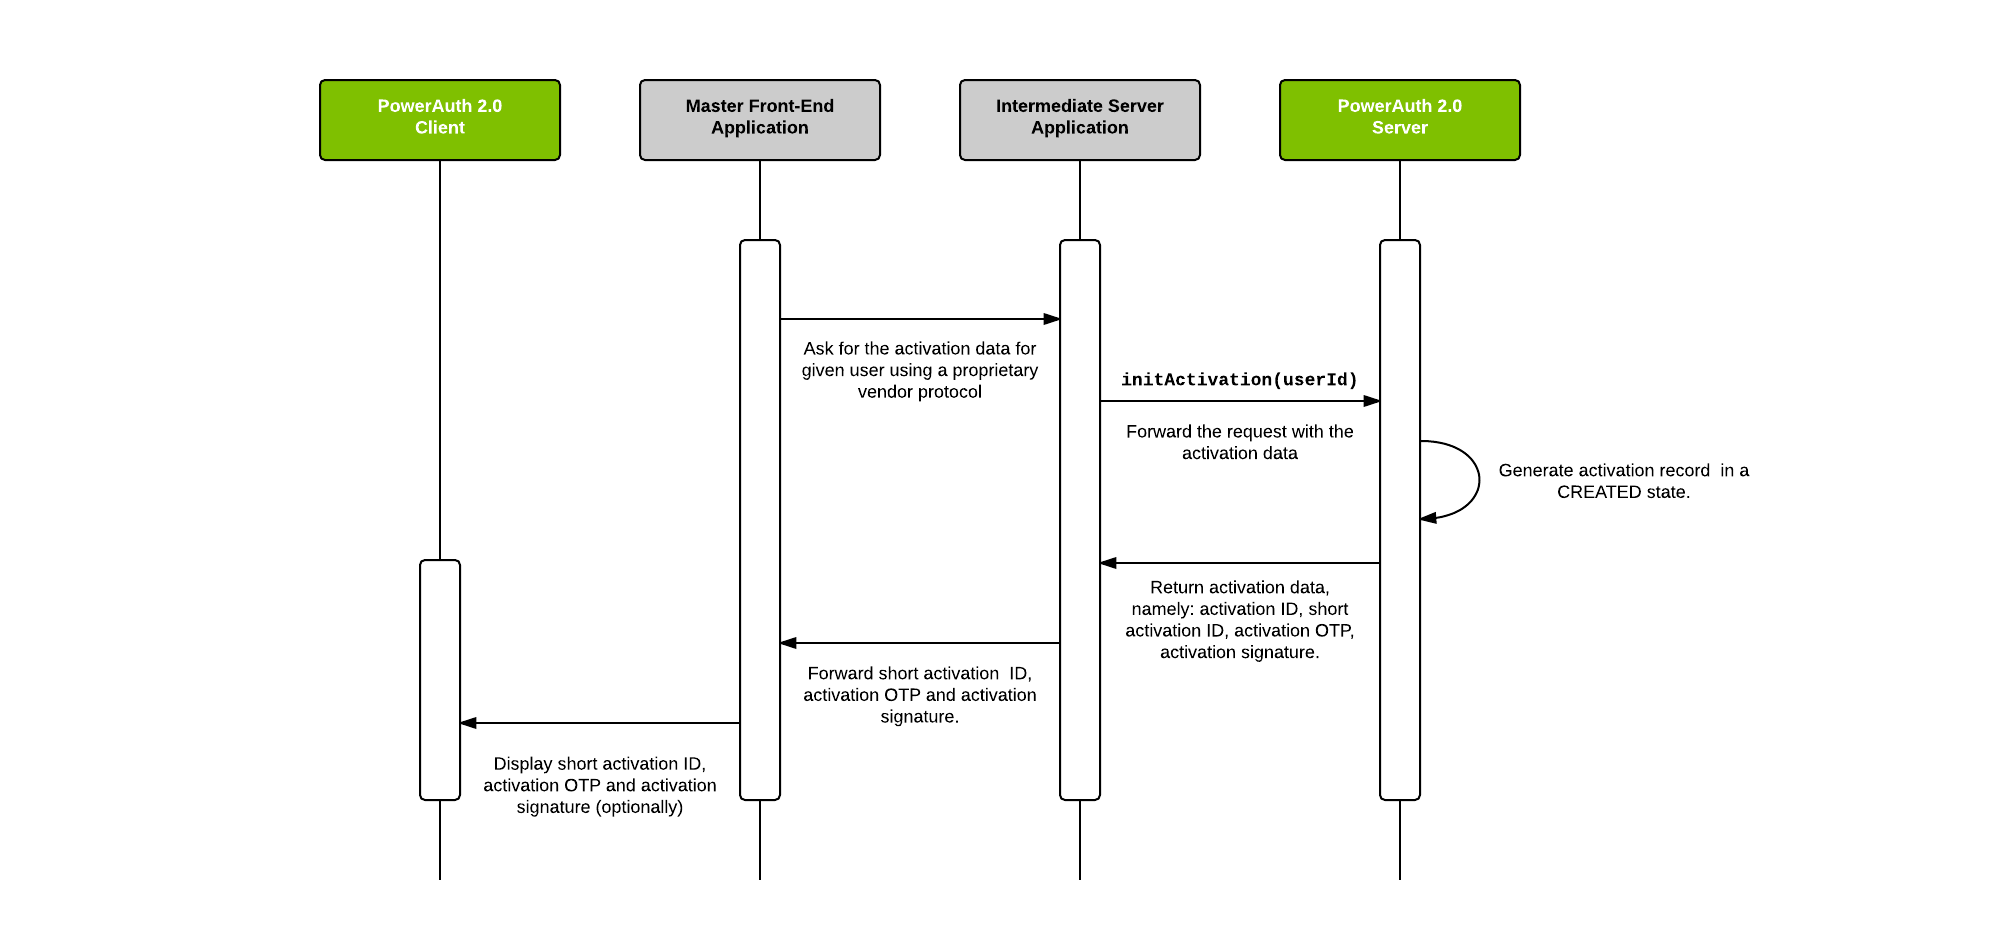 PowerAuth 2.0
Client
Master Front-End
Application
Intermediate Server
Application
PowerAuth 2.0
Server
Ask for the activation data for
given user using a proprietary
vendor protocol
initActivation(userId)
Forward the request with the
activation data
Generate activation record  in a
CREATED state.
Return activation data,
namely: activation ID, short
activation ID, activation OTP,
activation signature.
Forward short activation  ID,
activation OTP and activation
signature.
Display short activation ID,
activation OTP and activation
signature (optionally)